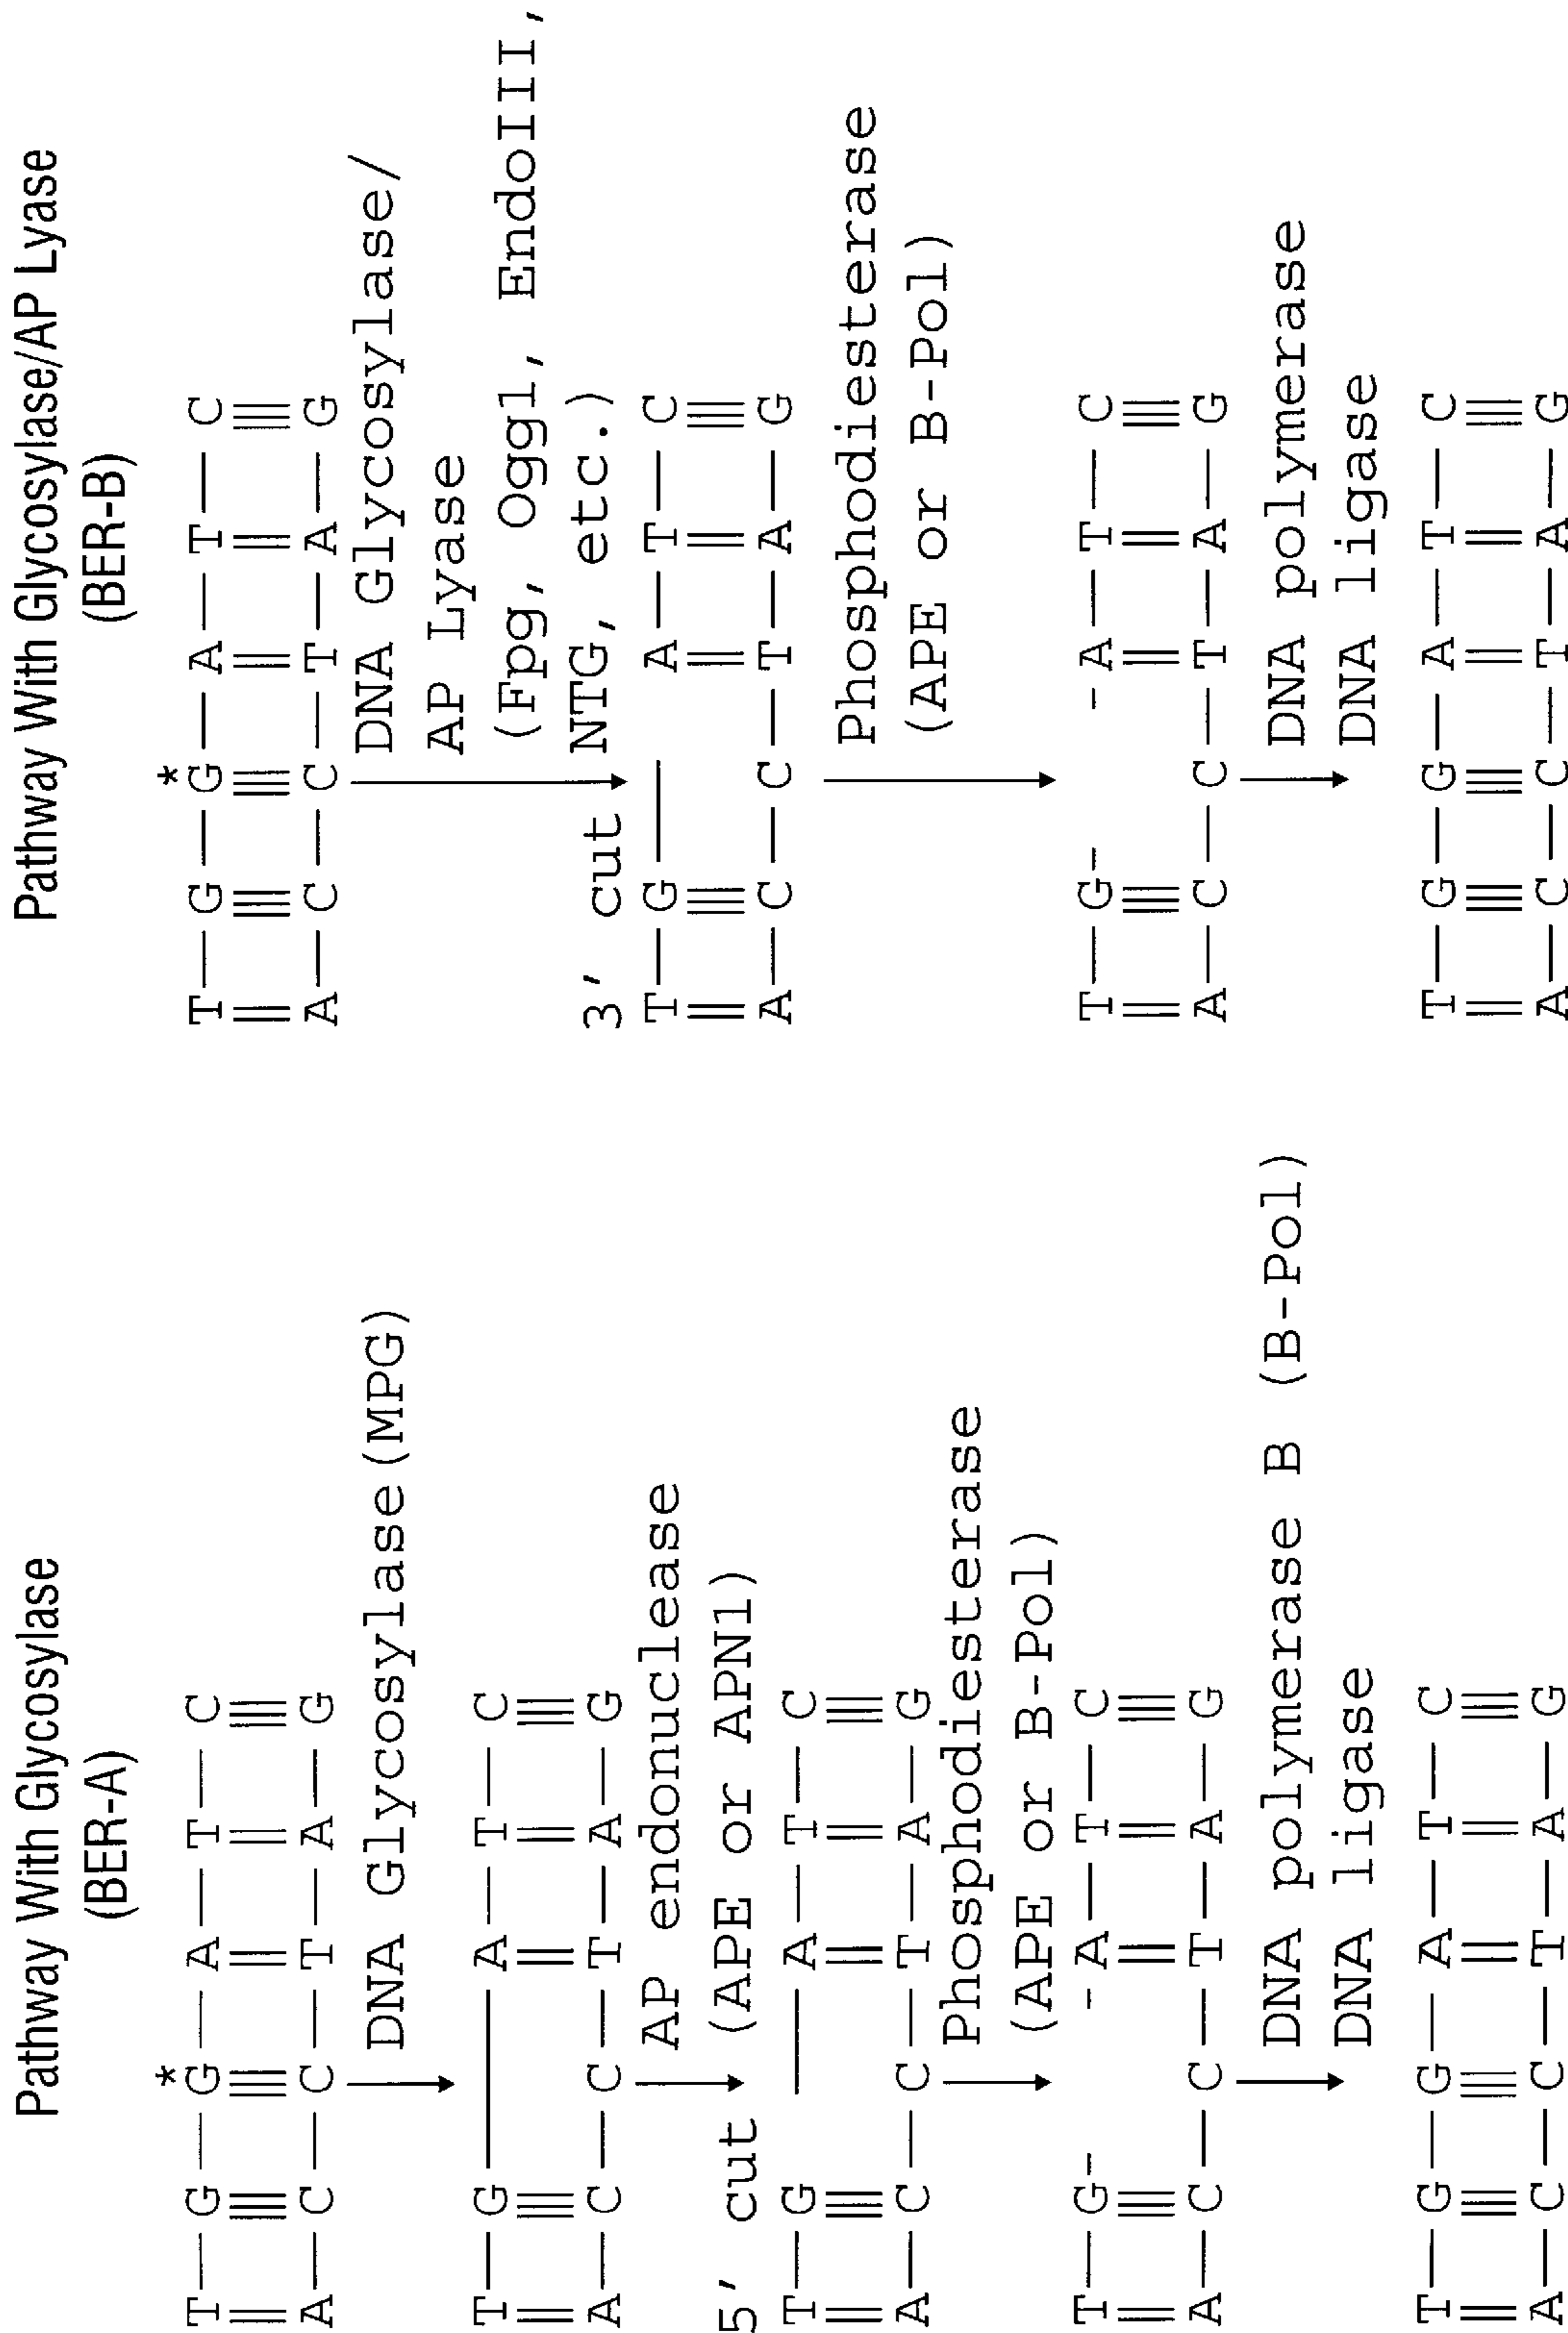 Pathway With Glycosylase
(BER-A)
T G *G A T C
A C C T A G
DNA Glycosylase (MPG)
T G A T C
A C C T A G
AP endonuclease
(APE or APN1)
5' cut
T G A T C
A C C T A G
Phosphodiesterase
(APE or B-Pol)
T G A T C
A C C T A G
DNA polymerase B (B-Pol)
DNA ligase
T G G A T C
A C C T A G
Pathway With Glycosylase/AP Lyase
(BER-B)
T G *G A T C
A C C T A G
DNA Glycosylase/
AP Lyase
(Fpg, Ogg1, EndoIII,
NTG, etc.)
3' cut
T G A T C
A C C T A G
Phosphodiesterase
(APE or B-Pol)
T G A T C
A C C T A G
DNA polymerase
DNA ligase
T G G A T C
A C C T A G